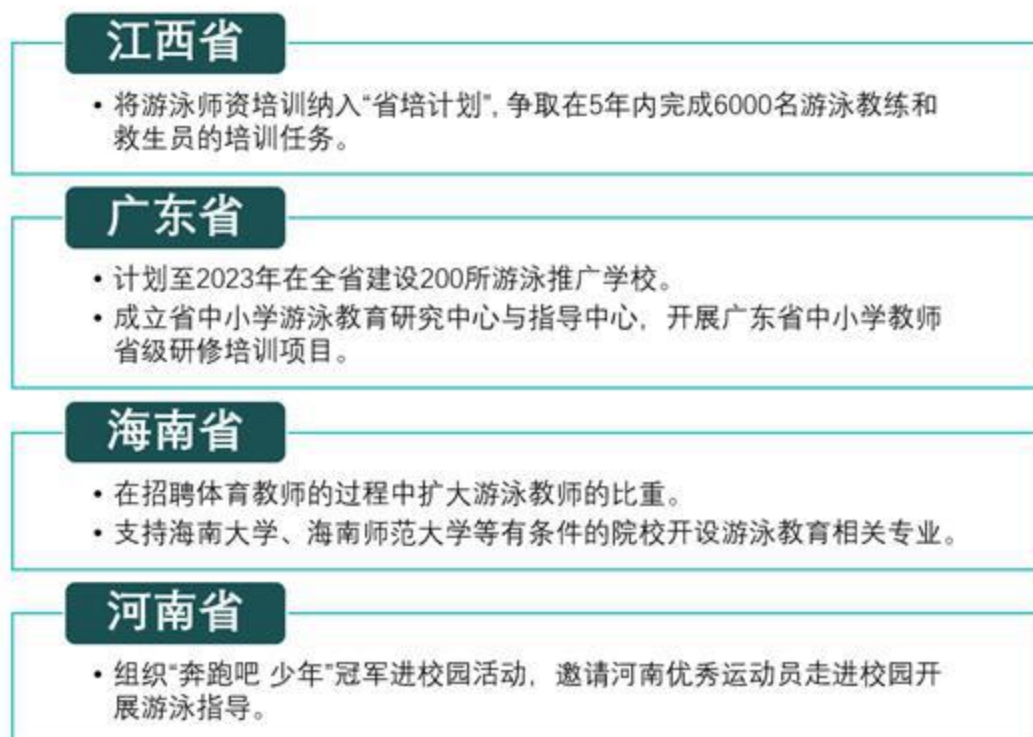 江西省
• 将游泳师资培训纳入“省培计划”, 争取在5年内完成6000名游泳教练和
救生员的培训任务。
广东省
• 计划至2023年在全省建设200所游泳推广学校。
• 成立省中小学游泳教育研究中心与指导中心，开展广东省中小学教师
省级研修培训项目。
海南省
• 在招聘体育教师的过程中扩大游泳教师的比重。
• 支持海南大学、海南师范大学等有条件的院校开设游泳教育相关专业。
河南省
• 组织“奔跑吧 少年”冠军进校园活动，邀请河南优秀运动员走进校园开
展游泳指导。